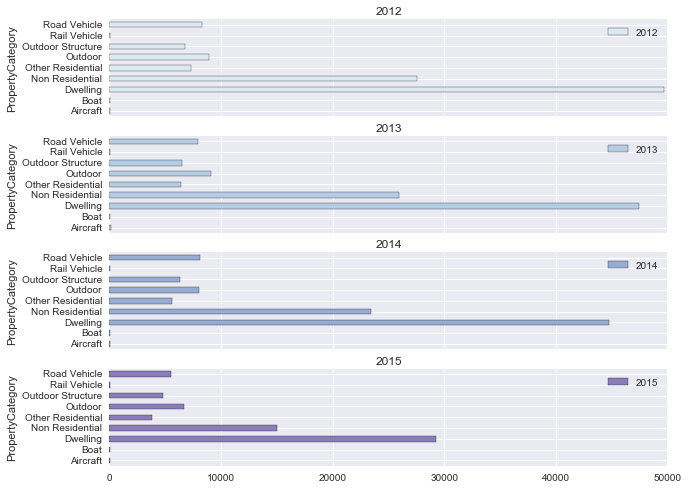 2012
PropertyCategory
Road Vehicle
Rail Vehicle
Outdoor Structure
Outdoor
Other Residential
Non Residential
Dwelling
Boat
Aircraft
2012
2013
PropertyCategory
Road Vehicle
Rail Vehicle
Outdoor Structure
Outdoor
Other Residential
Non Residential
Dwelling
Boat
Aircraft
2013
2014
PropertyCategory
Road Vehicle
Rail Vehicle
Outdoor Structure
Outdoor
Other Residential
Non Residential
Dwelling
Boat
Aircraft
2014
2015
PropertyCategory
Road Vehicle
Rail Vehicle
Outdoor Structure
Outdoor
Other Residential
Non Residential
Dwelling
Boat
Aircraft
2015
0 10000 20000 30000 40000 50000